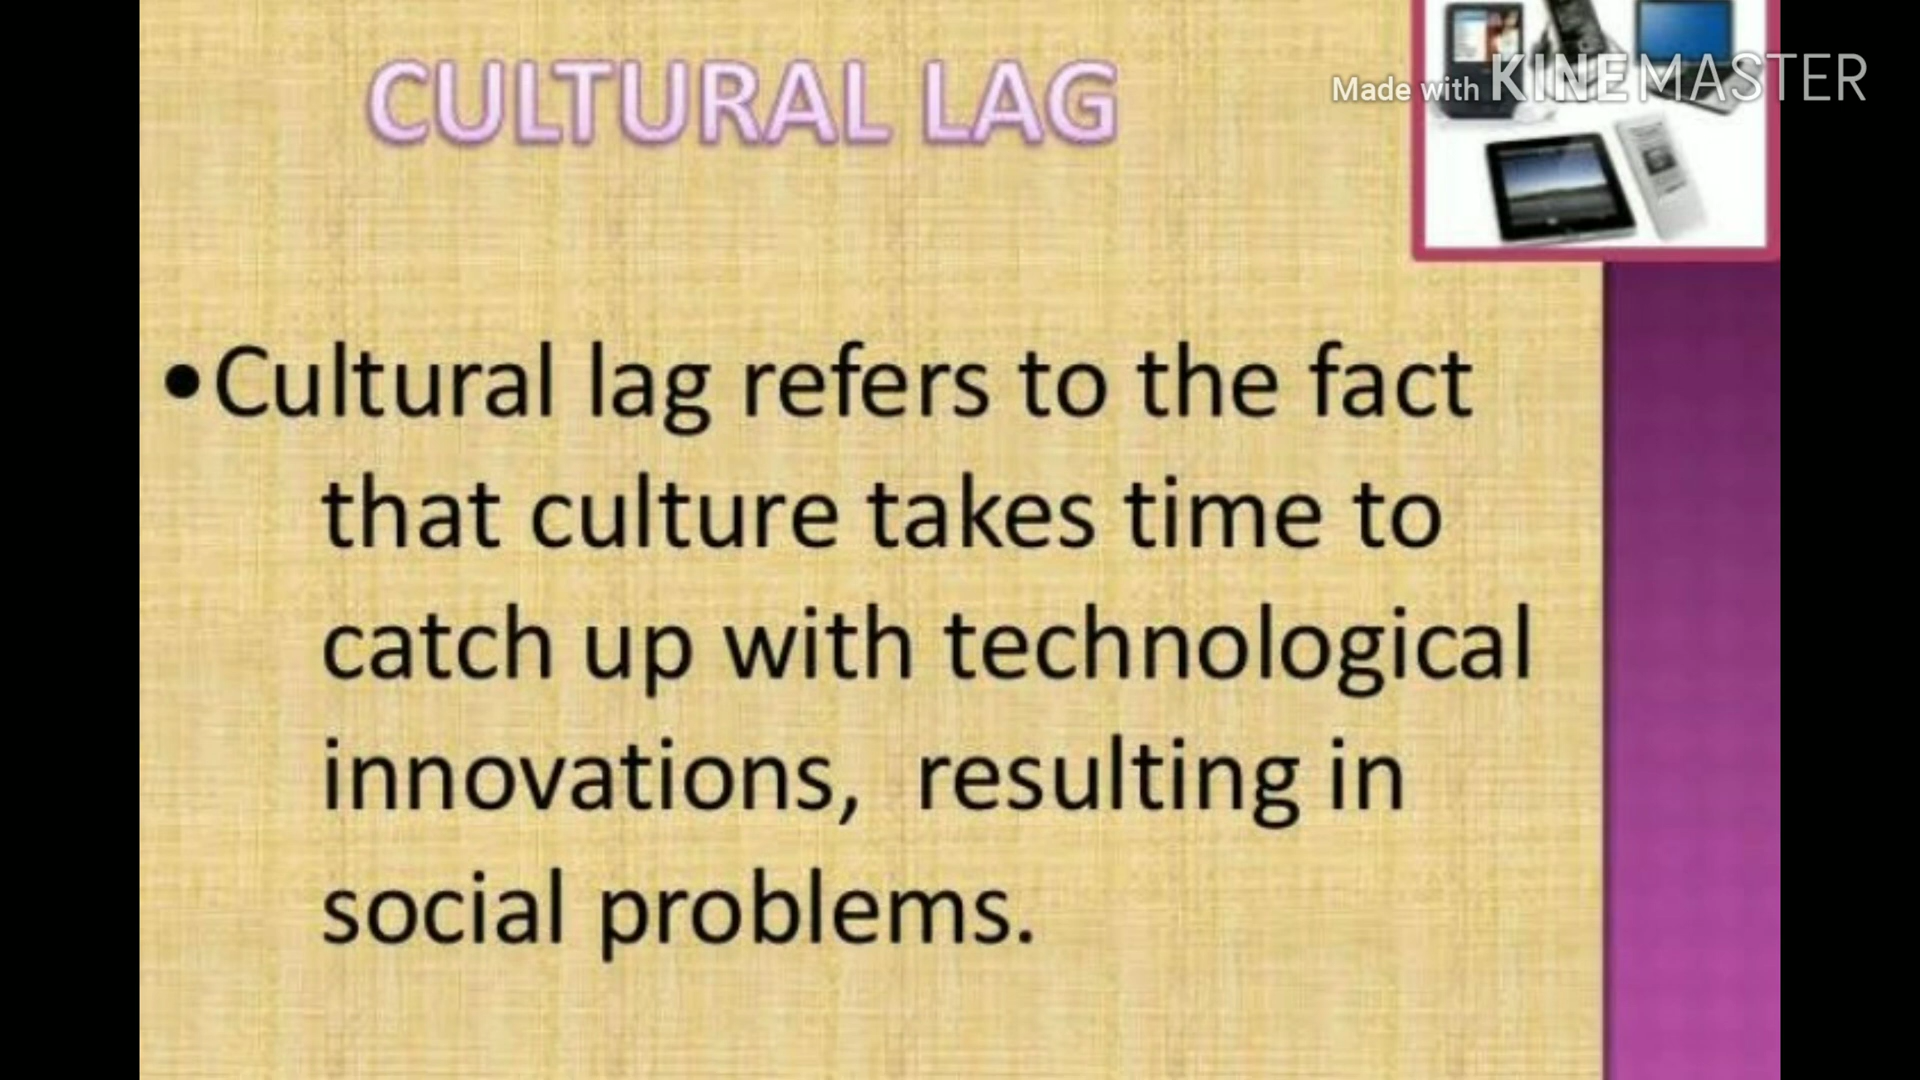 CULTURAL LAG
Made with KINEMASTER
•Cultural lag refers to the fact
that culture takes time to
catch up with technological
innovations, resulting in
social problems.